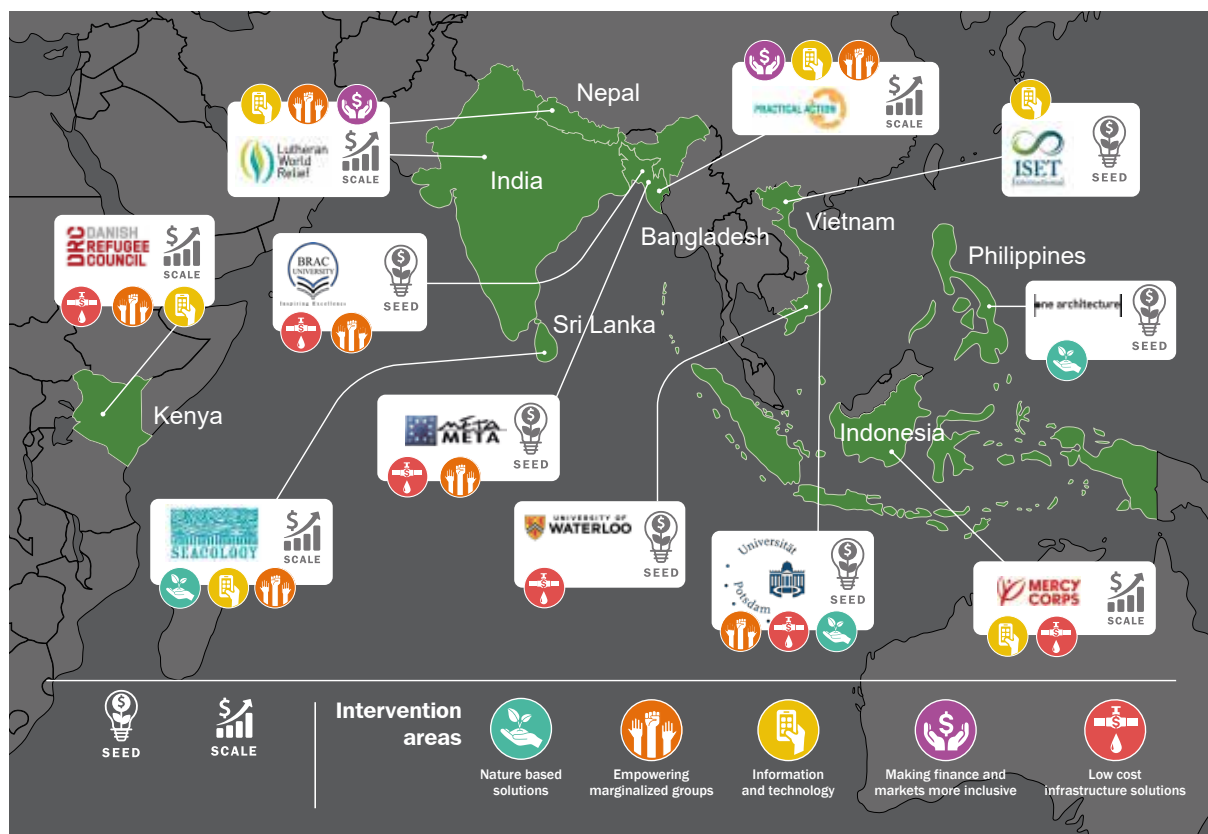 Nepal
India
Lutheran
World
Relief
SCALE
PRACTICAL ACTION
SCALE
ISET
International
SEED
Vietnam
Bangladesh
Philippines
DRC
DANISH
REFUGEE
COUNCIL
SCALE
BRAC
UNIVERSITY
Inspiring Excellence
SEED
Sri Lanka
ne architecture
SEED
Kenya
META
META
SEED
Indonesia
SEACOLOGY
SCALE
UNIVERSITY OF
WATERLOO
SEED
Universität
Potsdam
SEED
MERCY
CORPS
SCALE
SEED
SCALE
Intervention
areas
Nature based
solutions
Empowering
marginalized groups
Information
and technology
Making finance and
markets more inclusive
Low cost
infrastructure solutions